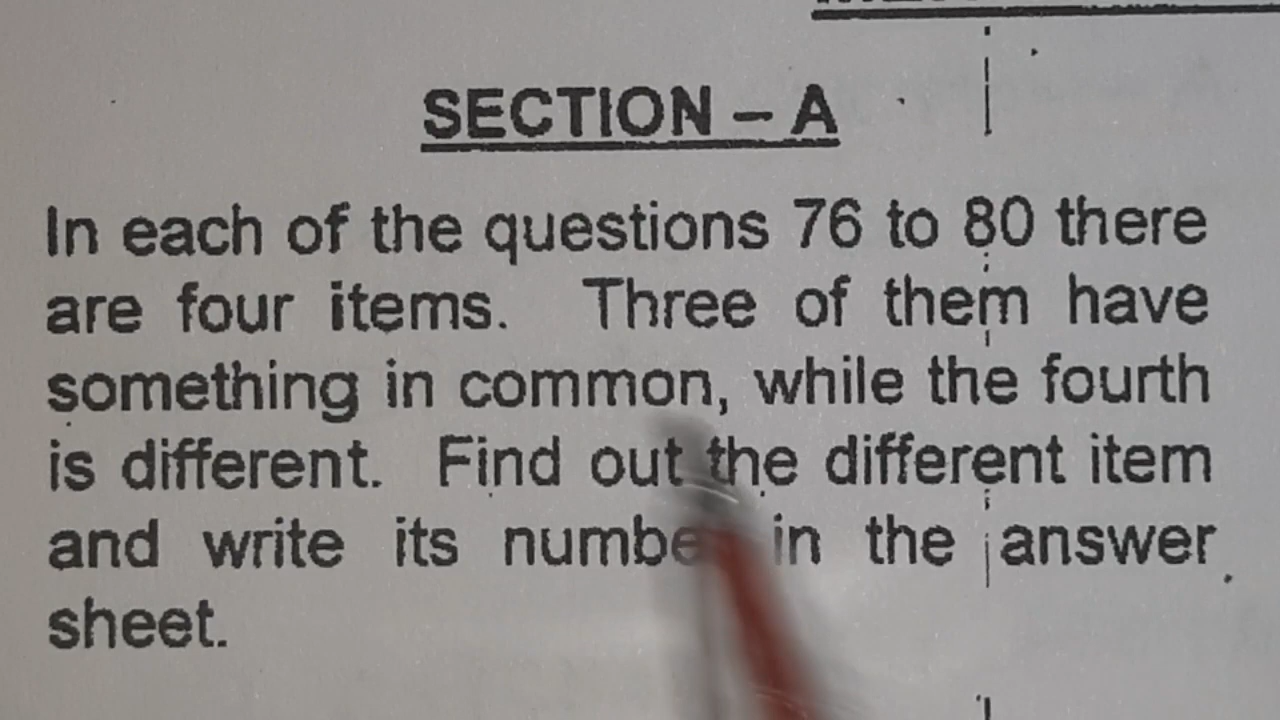 SECTION – A
In each of the questions 76 to 80 there
are four items. Three of them have
something in common, while the fourth
is different. Find out the different item
and write its number in the answer
sheet.